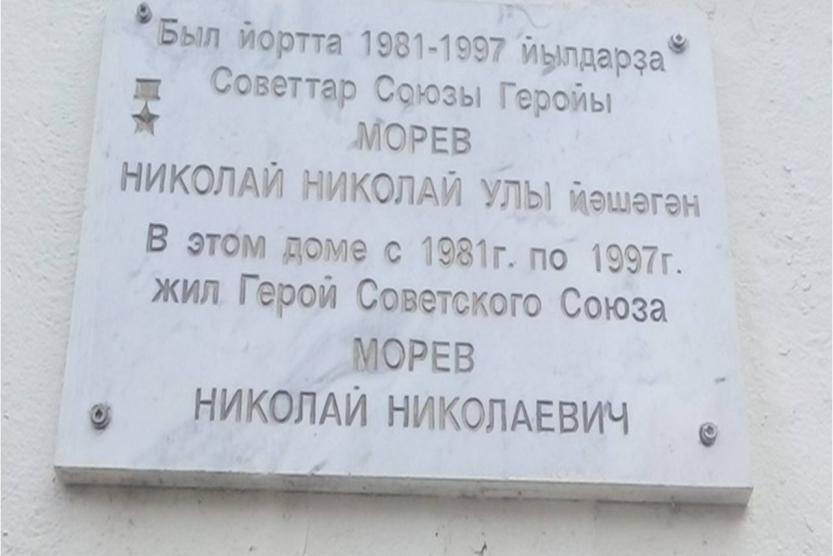 Был йортта 1981-1997 йылдарҙа
Советтар Союзы Геройы
МОРЕВ
НИКОЛАЙ НИКОЛАЙ УЛЫ йәшәгән
В этом доме с 1981г. по 1997г.
жил Герой Советского Союза
МОРЕВ
НИКОЛАЙ НИКОЛАЕВИЧ